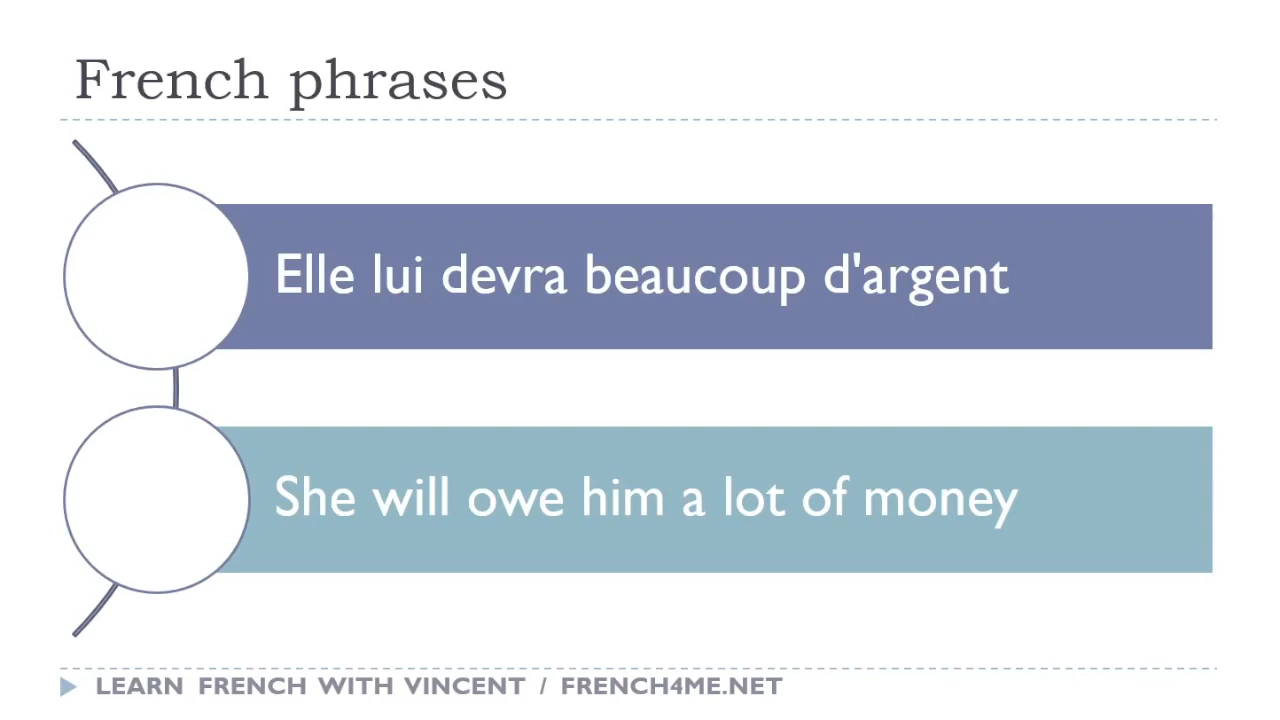 French phrases
Elle lui devra beaucoup d'argent
She will owe him a lot of money
LEARN FRENCH WITH VINCENT / FRENCH4ME.NET